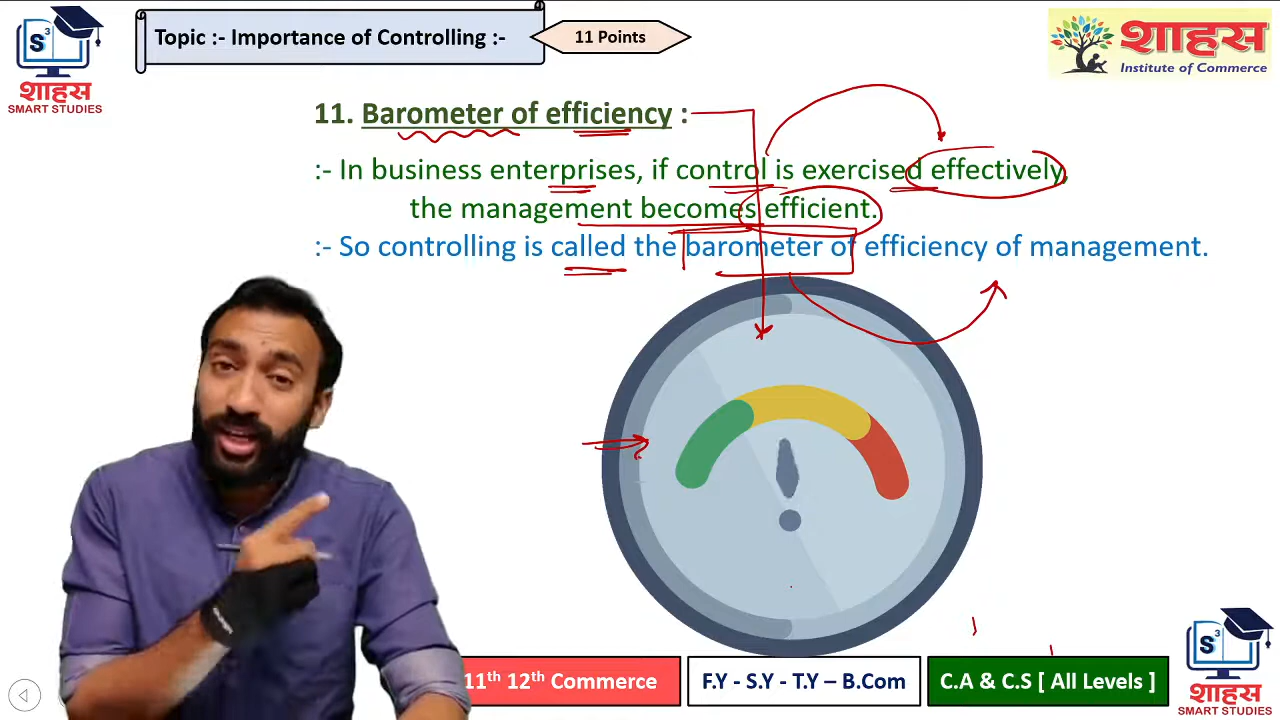 S³
शाहस
SMART STUDIES
Topic :- Importance of Controlling :-
11 Points
शाहस
Institute of Commerce
11. Barometer of efficiency :
:- In business enterprises, if control is exercised effectively,
the management becomes efficient.
:- So controlling is called the barometer of efficiency of management.
11th 12th Commerce
F.Y - S.Y - T.Y – B.Com
C.A & C.S [ All Levels ]
S³
शाहस
SMART STUDIES